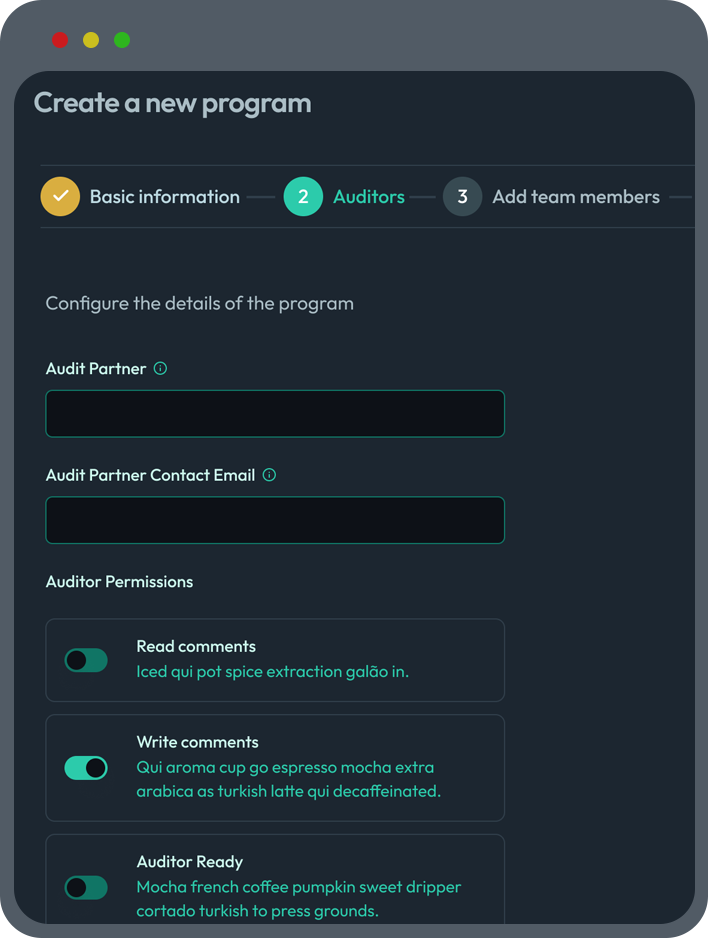 Create a new program
Basic information 2 Auditors 3 Add team members
Configure the details of the program
Audit Partner
Audit Partner Contact Email
Auditor Permissions
Read comments
Iced qui pot spice extraction galão in.
Write comments
Qui aroma cup go espresso mocha extra
arabica as turkish latte qui decaffeinated.
Auditor Ready
Mocha french coffee pumpkin sweet dripper
cortado turkish to press grounds.